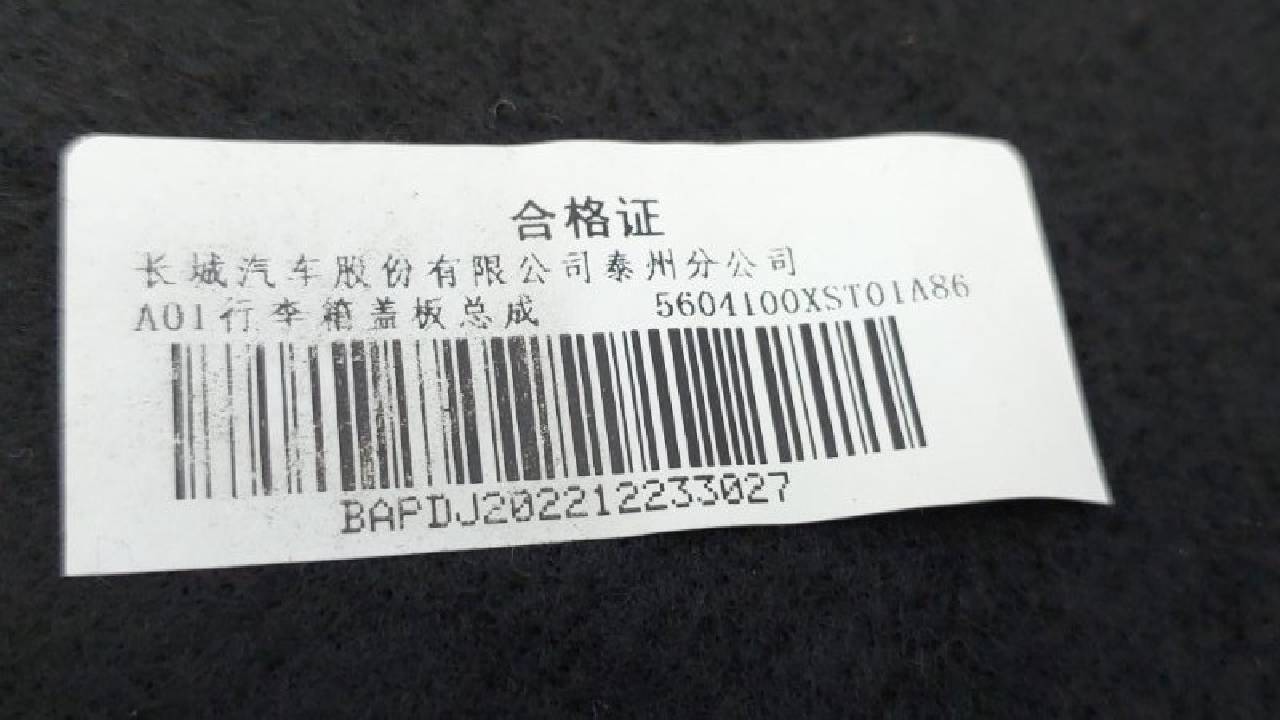 合格证
长城汽车股份有限公司泰州分公司
A01行李箱盖板总成 5604100XST01A86
BAPDJ202212233027